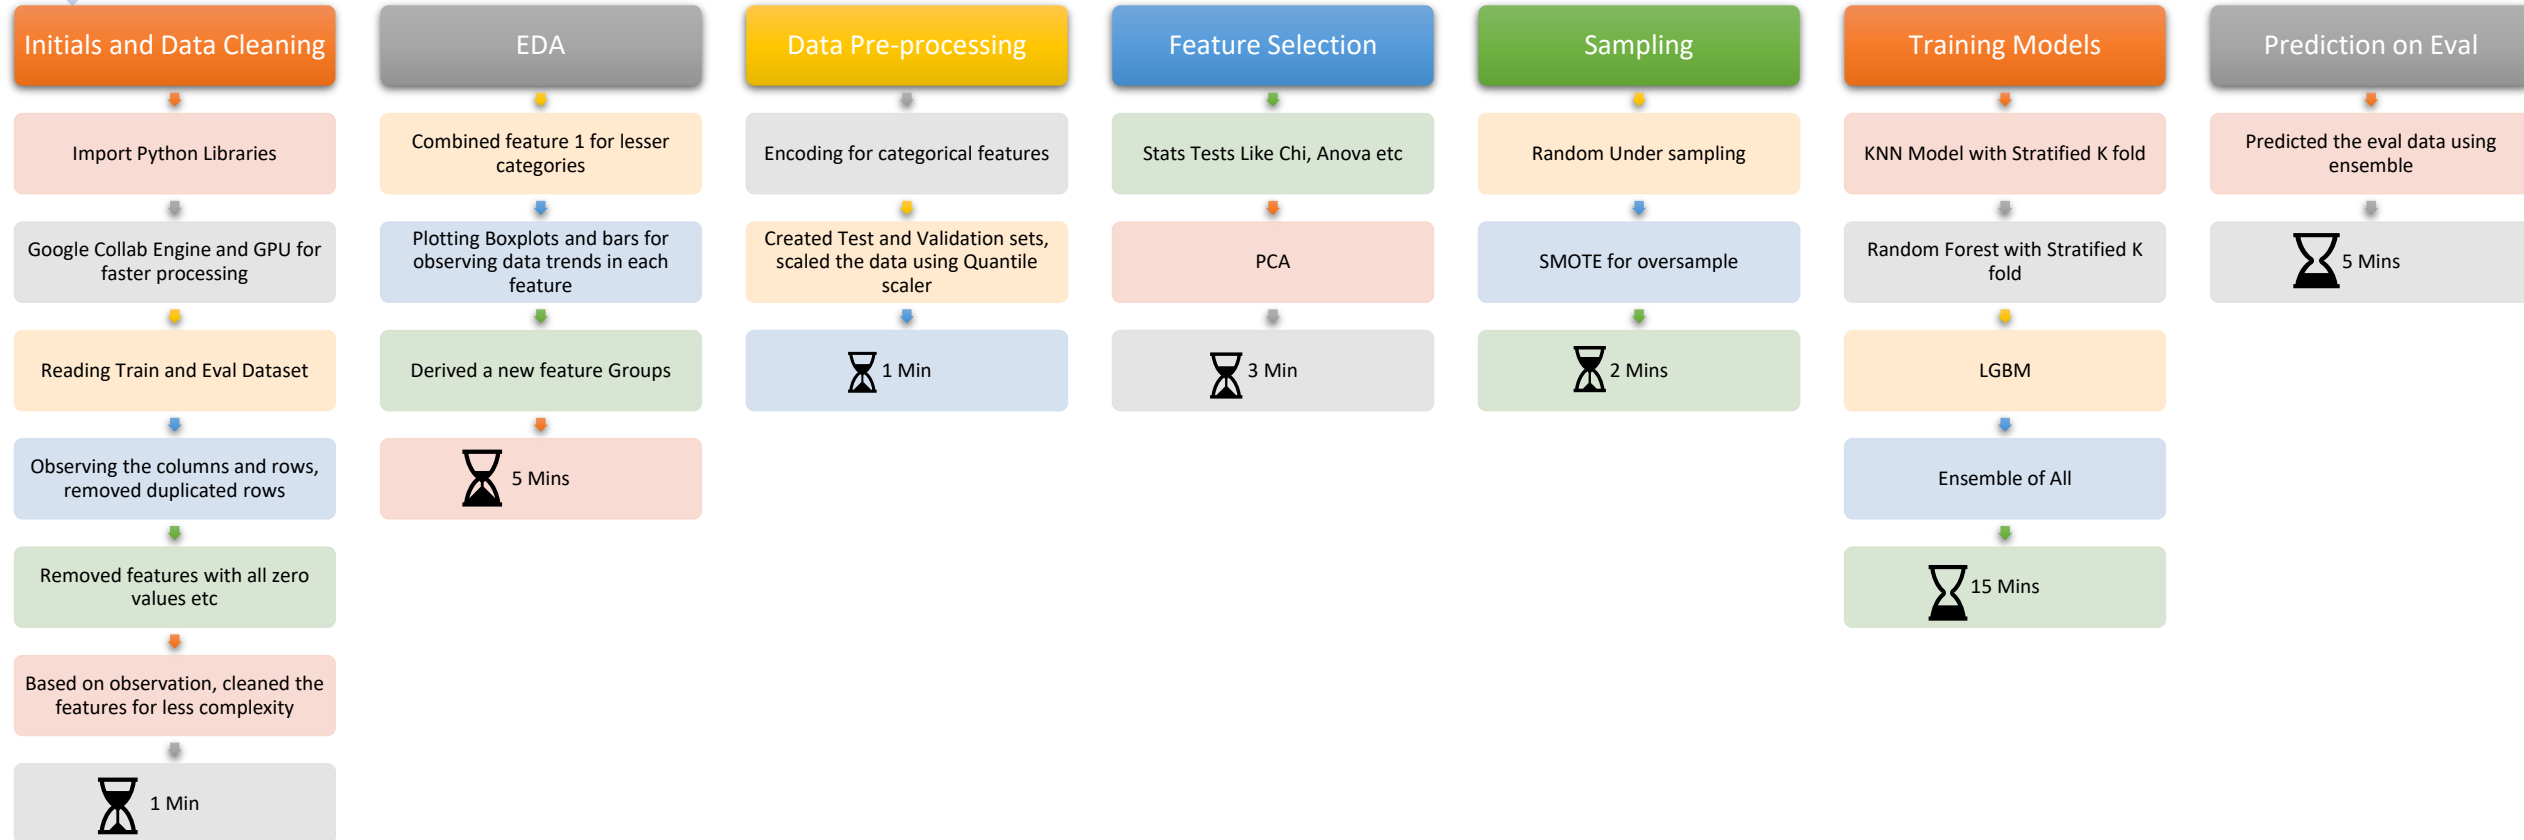 Initials and Data Cleaning
Import Python Libraries
Google Collab Engine and GPU for
faster processing
Reading Train and Eval Dataset
Observing the columns and rows,
removed duplicated rows
Removed features with all zero
values etc
Based on observation, cleaned the
features for less complexity
1 Min
EDA
Combined feature 1 for lesser
categories
Plotting Boxplots and bars for
observing data trends in each
feature
Derived a new feature Groups
5 Mins
Data Pre-processing
Encoding for categorical features
Created Test and Validation sets,
scaled the data using Quantile
scaler
1 Min
Feature Selection
Stats Tests Like Chi, Anova etc
PCA
3 Min
Sampling
Random Under sampling
SMOTE for oversample
2 Mins
Training Models
KNN Model with Stratified K fold
Random Forest with Stratified K
fold
LGBM
Ensemble of All
15 Mins
Prediction on Eval
Predicted the eval data using
ensemble
5 Mins